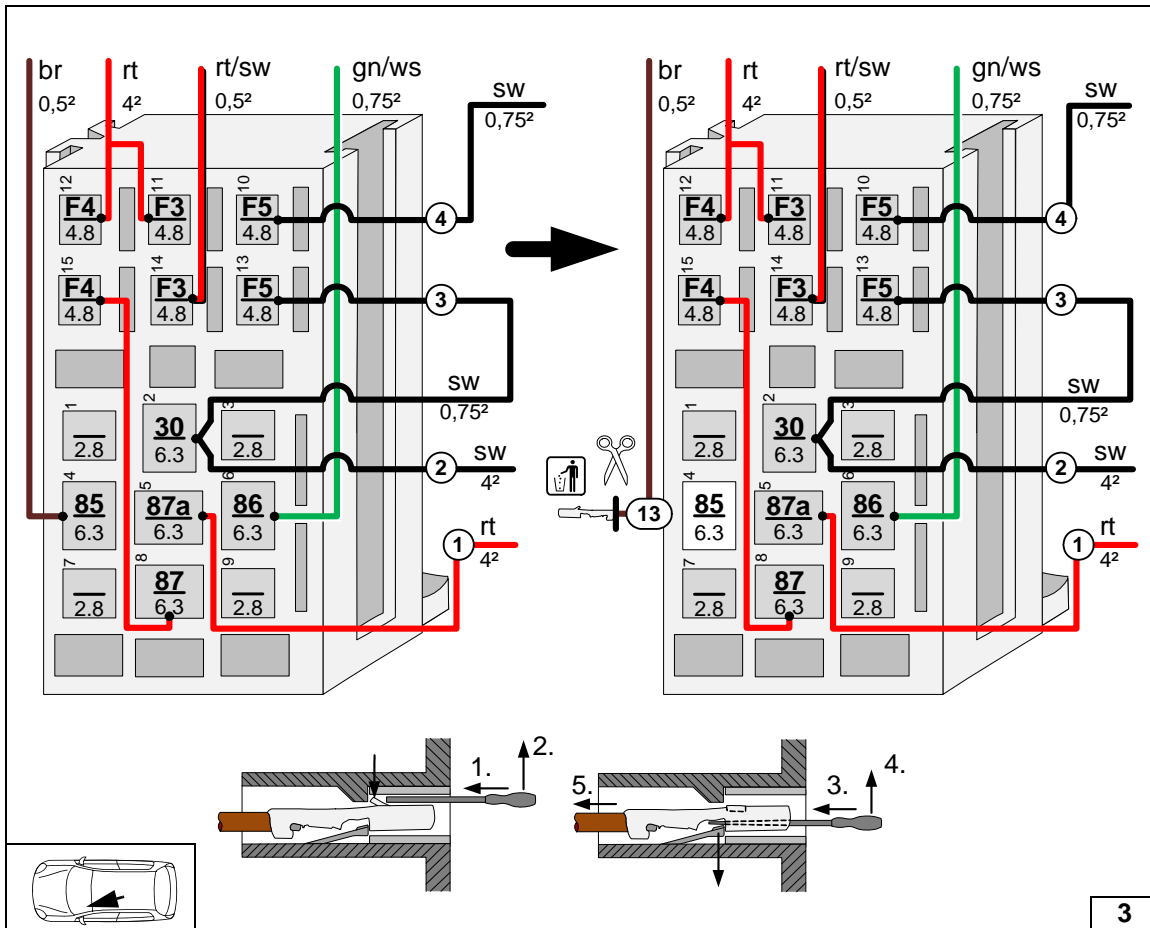 br rt rt/sw gn/ws
0,5² 4² 0,5² 0,75²
sw
0,75²
12 11 10
F4 F3 F5
4.8 4.8 4.8
4
15 14 13
F4 F3 F5
4.8 4.8 4.8
3
sw
0,75²
1 2 3
30
2.8 6.3 2.8
2
sw
4²
4 5 6
85 87a 86
6.3 6.3 6.3
1
rt
4²
7 8 9
87
2.8 6.3 2.8
br rt rt/sw gn/ws
0,5² 4² 0,5² 0,75²
sw
0,75²
12 11 10
F4 F3 F5
4.8 4.8 4.8
4
15 14 13
F4 F3 F5
4.8 4.8 4.8
3
sw
0,75²
1 2 3
30
2.8 6.3 2.8
2
sw
4²
13
4 5 6
85 87a 86
6.3 6.3 6.3
1
rt
4²
7 8 9
87
2.8 6.3 2.8
1. 2.
5. 3. 4.
3